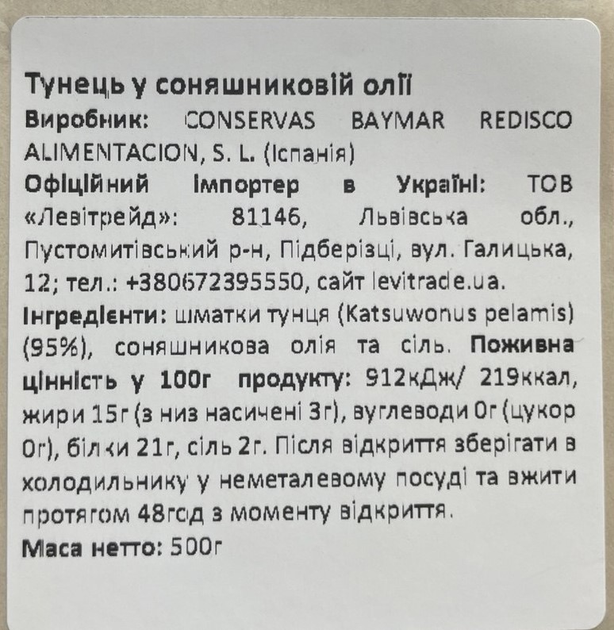 Тунець у соняшниковій олії
Виробник: CONSERVAS BAYMAR REDISCO
ALIMENTACION, S. L. (Іспанія)
Офіційний імпортер в Україні: ТОВ
«Левітрейд»: 81146, Львівська обл.,
Пустомитівський р-н, Підберізці, вул. Галицька,
12; тел.: +380672395550, сайт levitrade.ua.
Інгредієнти: шматки тунця (Katsuwonus pelamis)
(95%), соняшникова олія та сіль. Поживна
цінність у 100г продукту: 912кДж/ 219ккал,
жири 15г (з низ насичені 3г), вуглеводи 0г (цукор
0г), білки 21г, сіль 2г. Після відкриття зберігати в
холодильнику у неметалевому посуді та вжити
протягом 48год з моменту відкриття.
Маса нетто: 500г